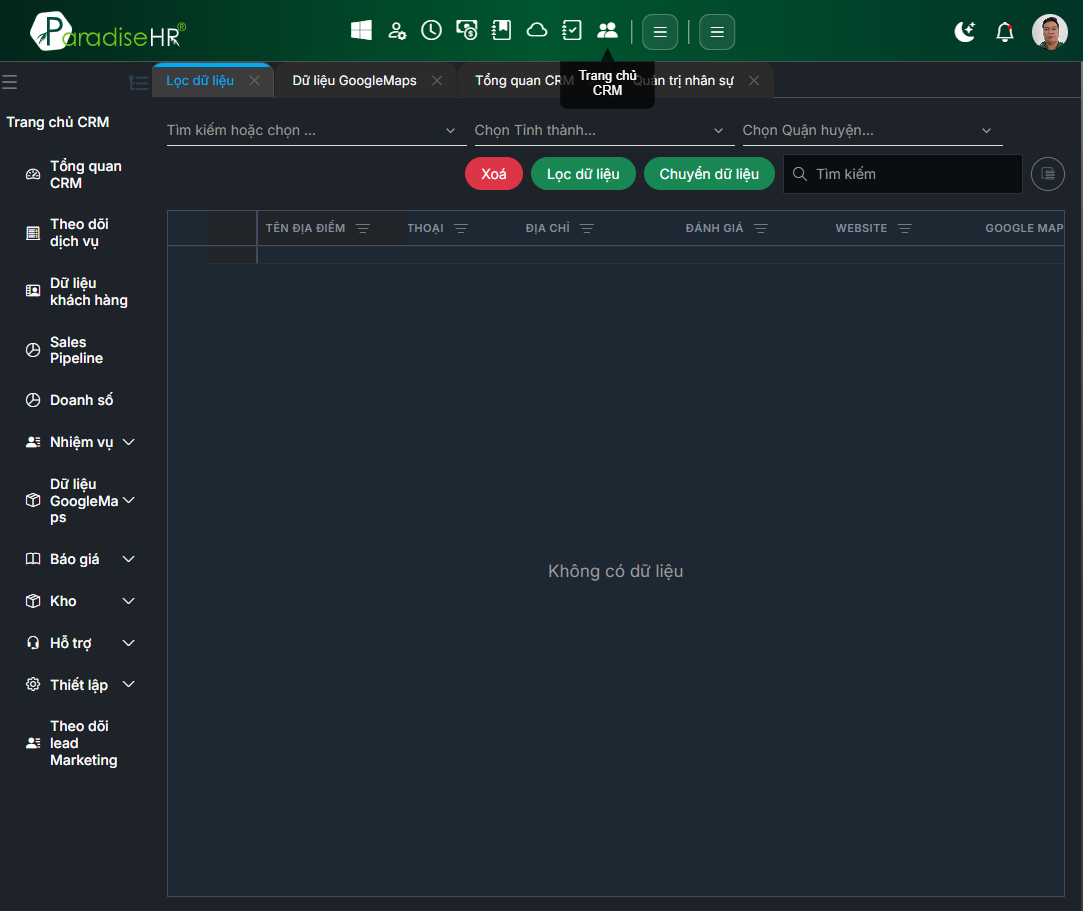 ParadiseHR®
Lọc dữ liệu
Dữ liệu GoogleMaps
Tổng quan CRM
Quản trị nhân sự
Trang chủ
CRM
Trang chủ CRM
Tổng quan
CRM
Theo dõi
dịch vụ
Dữ liệu
khách hàng
Sales
Pipeline
Doanh số
Nhiệm vụ
Dữ liệu
GoogleMa
ps
Báo giá
Kho
Hỗ trợ
Thiết lập
Theo dõi
lead
Marketing
Tìm kiếm hoặc chọn ...
Chọn Tỉnh thành...
Chọn Quận huyện...
Xoá
Lọc dữ liệu
Chuyển dữ liệu
Tìm kiếm
TÊN ĐỊA ĐIỂM
THOẠI
ĐỊA CHỈ
ĐÁNH GIÁ
WEBSITE
GOOGLE MAP
Không có dữ liệu